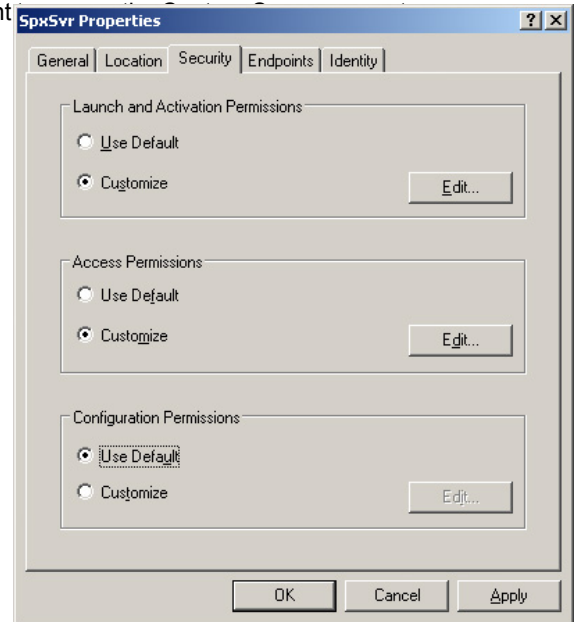 SpxSvr Properties
General Location Security Endpoints Identity
Launch and Activation Permissions
Use Default
Customize
Edit...
Access Permissions
Use Default
Customize
Edit...
Configuration Permissions
Use Default
Customize
Edit...
OK Cancel Apply